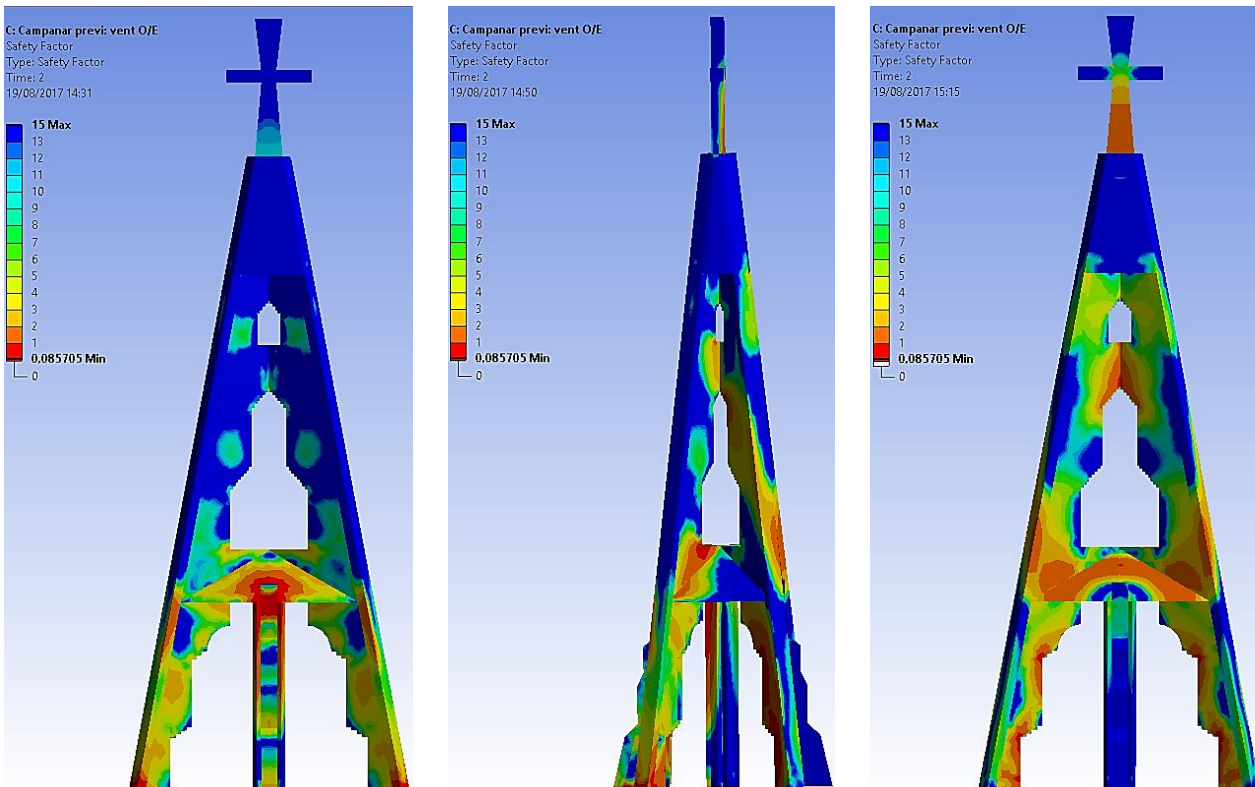 C: Campanar previ: vent O/E
Safety Factor
Type: Safety Factor
Time: 2
19/08/2017 14:31
15 Max
13
12
11
10
9
8
7
6
5
4
3
2
1
0,085705 Min
0
C: Campanar previ: vent O/E
Safety Factor
Type: Safety Factor
Time: 2
19/08/2017 14:50
15 Max
13
12
11
10
9
8
7
6
5
4
3
2
1
0,085705 Min
0
C: Campanar previ: vent O/E
Safety Factor
Type: Safety Factor
Time: 2
19/08/2017 15:15
15 Max
13
12
11
10
9
8
7
6
5
4
3
2
1
0,085705 Min
0